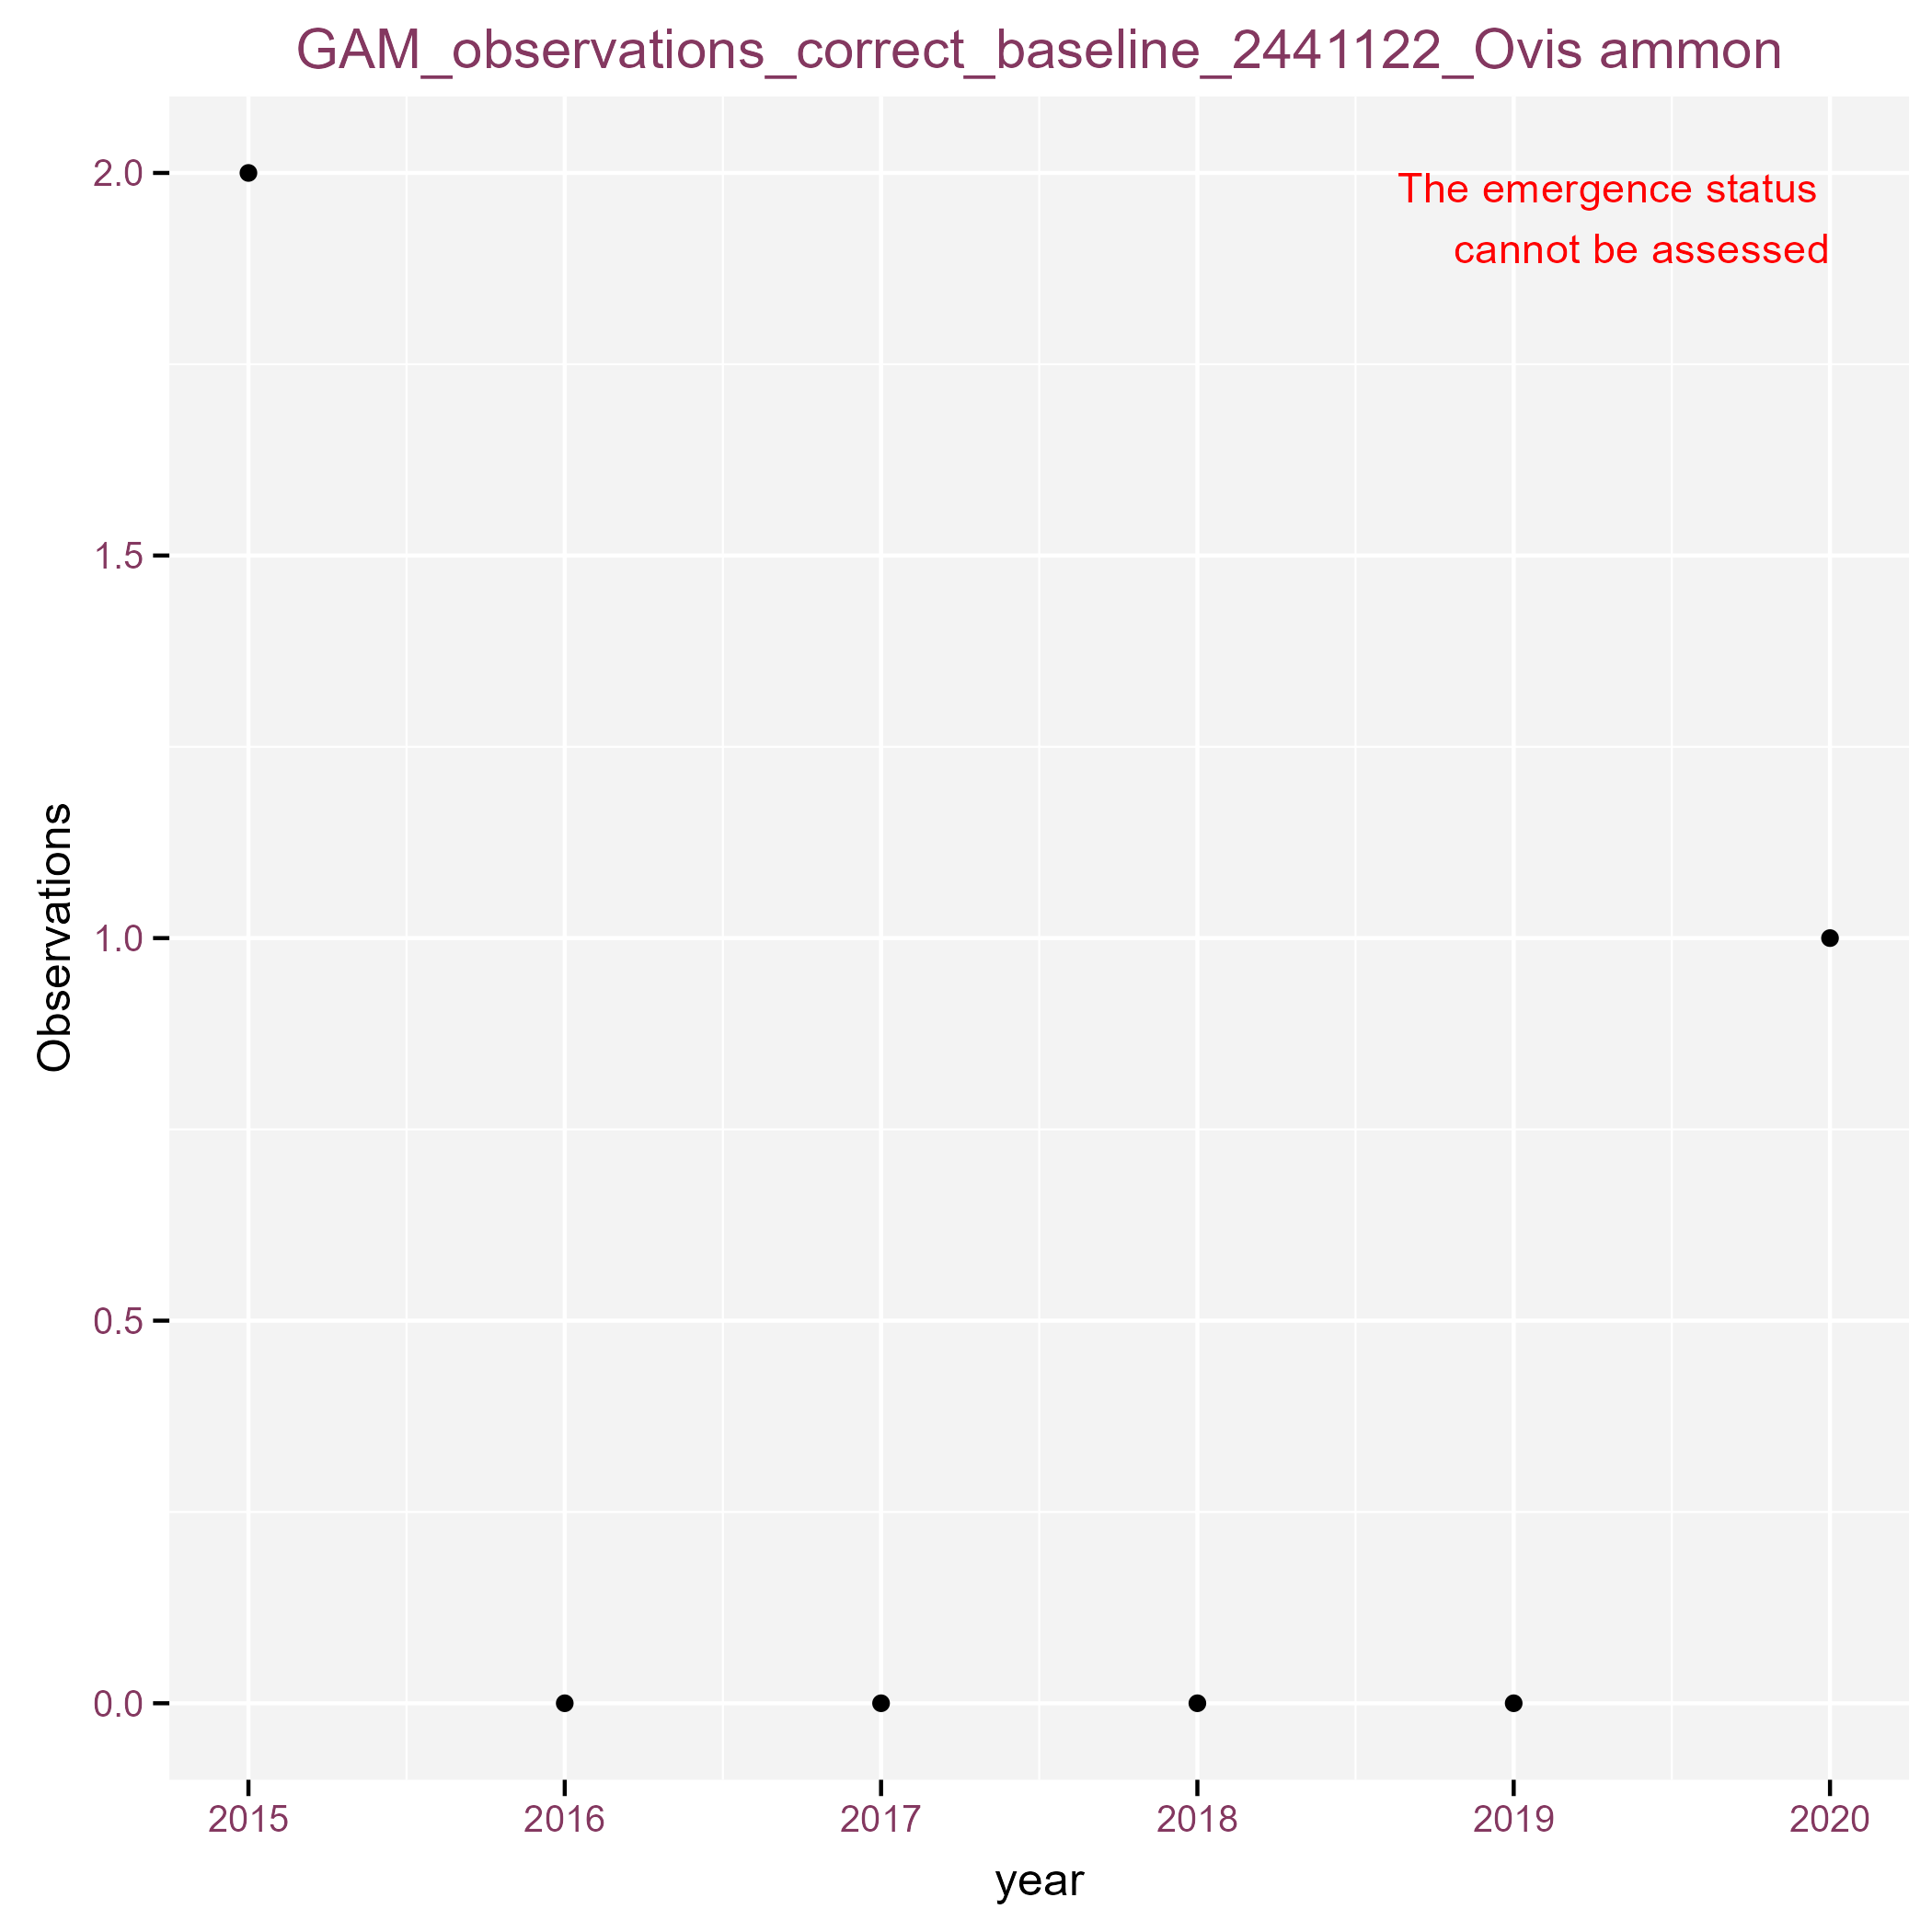 GAM_observations_correct_baseline_2441122_Ovis ammon
The emergence status
cannot be assessed
2.0
1.5
1.0
0.5
0.0
Observations
2015 2016 2017 2018 2019 2020
year